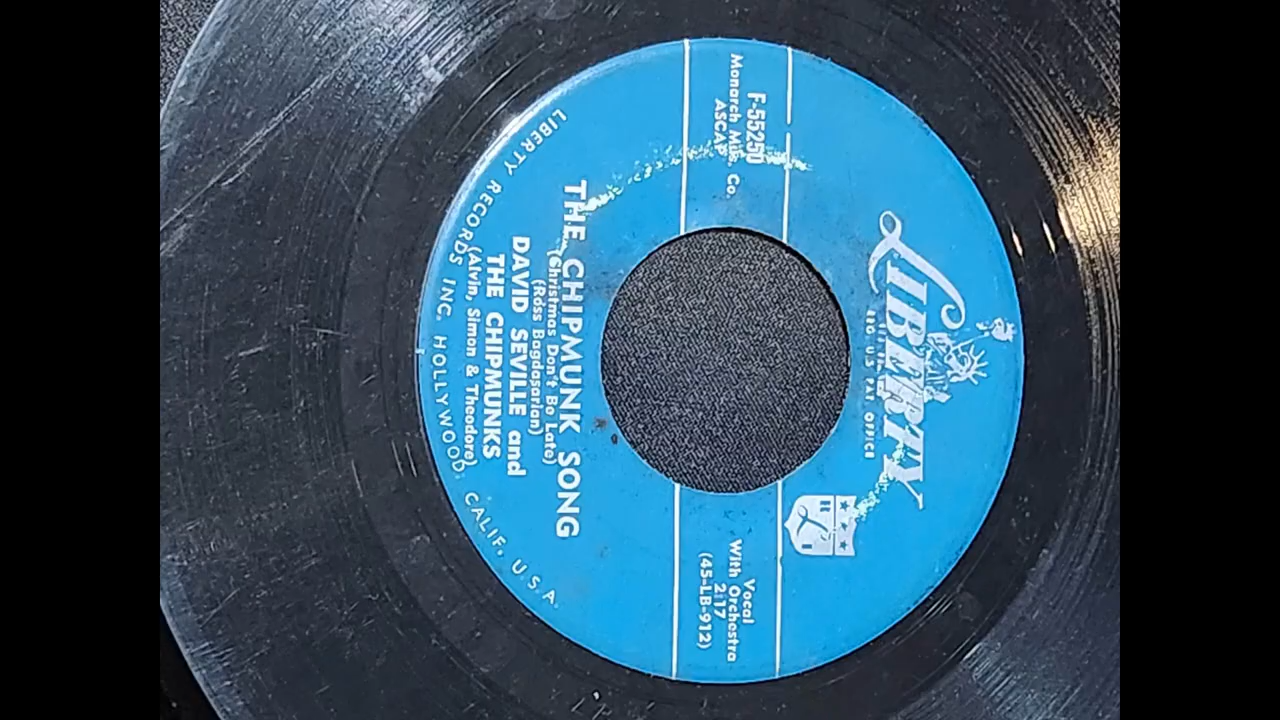 LIBERTY
REG. U.S. PAT. OFFICE
F-55250
Monarch Mus. Co.
ASCAP
Vocal
With Orchestra
2:17
(45-LB-912)
THE CHIPMUNK SONG
(Christmas Don't Be Late)
(Ross Bagdasarian)
DAVID SEVILLE and
THE CHIPMUNKS
(Alvin, Simon & Theodore)
LIBERTY RECORDS INC. HOLLYWOOD, CALIF. U.S.A.